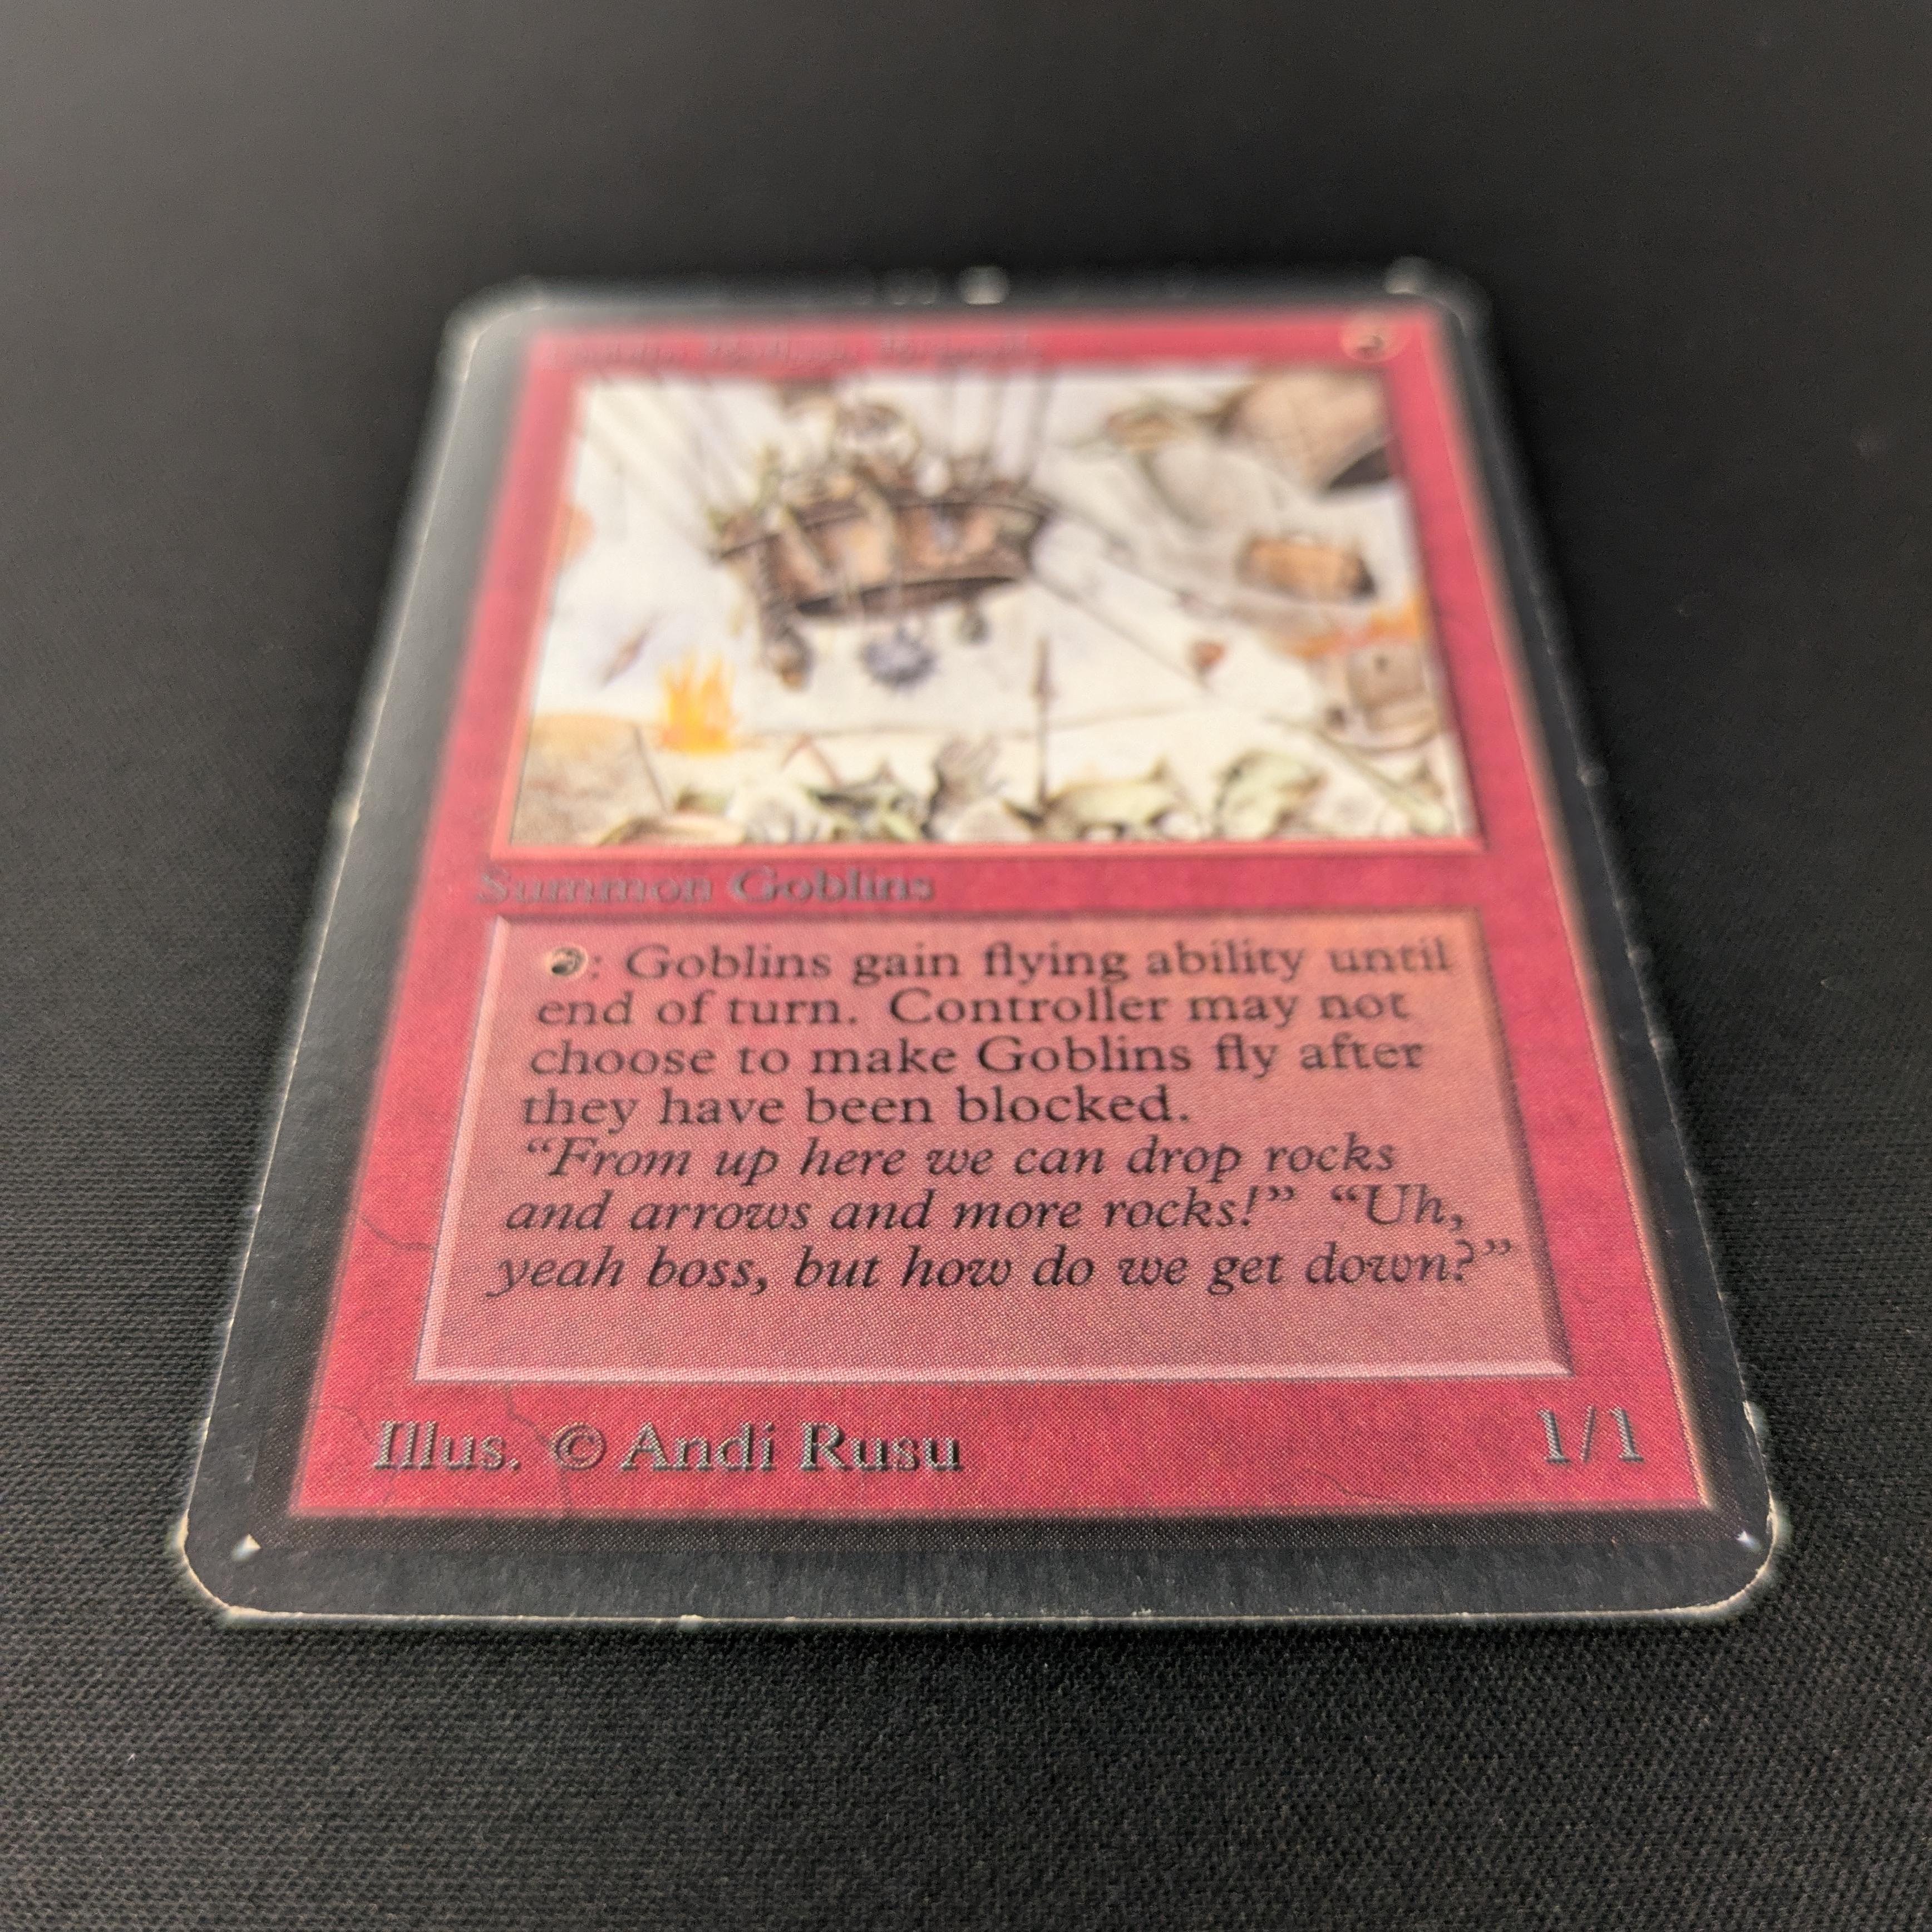 Summon Goblins
: Goblins gain flying ability until
end of turn. Controller may not
choose to make Goblins fly after
they have been blocked.
“From up here we can drop rocks
and arrows and more rocks!” “Uh,
yeah boss, but how do we get down?”
Illus. © Andi Rusu
1/1